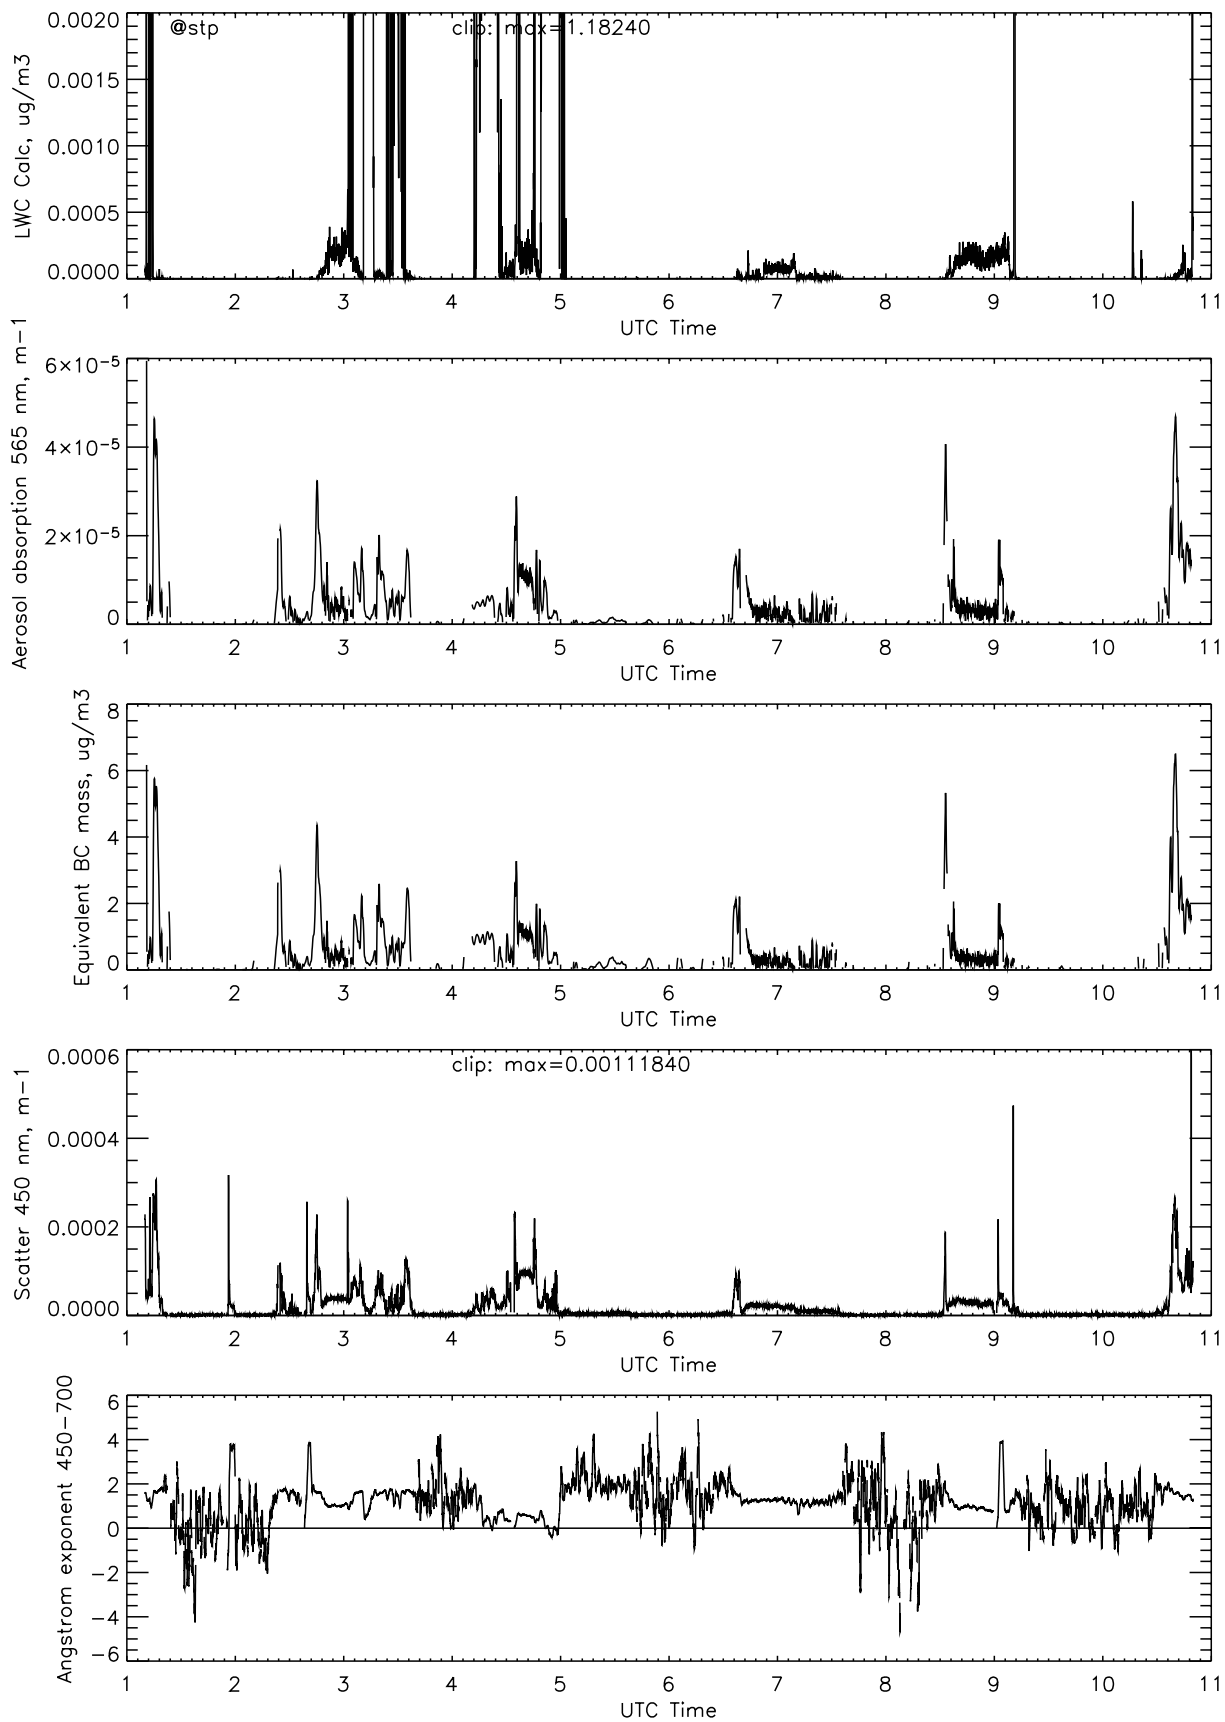 LWC Calc, ug/m3
0.0020
0.0015
0.0010
0.0005
0.0000
@stp
clip: max=1.18240
1 2 3 4 5 6 7 8 9 10 11
UTC Time
Aerosol absorption 565 nm, m-1
6×10⁻⁵
4×10⁻⁵
2×10⁻⁵
0
1 2 3 4 5 6 7 8 9 10 11
UTC Time
Equivalent BC mass, ug/m3
8
6
4
2
0
1 2 3 4 5 6 7 8 9 10 11
UTC Time
Scatter 450 nm, m-1
0.0006
0.0004
0.0002
0.0000
clip: max=0.00111840
1 2 3 4 5 6 7 8 9 10 11
UTC Time
Angstrom exponent 450-700
6
4
2
0
-2
-4
-6
1 2 3 4 5 6 7 8 9 10 11
UTC Time